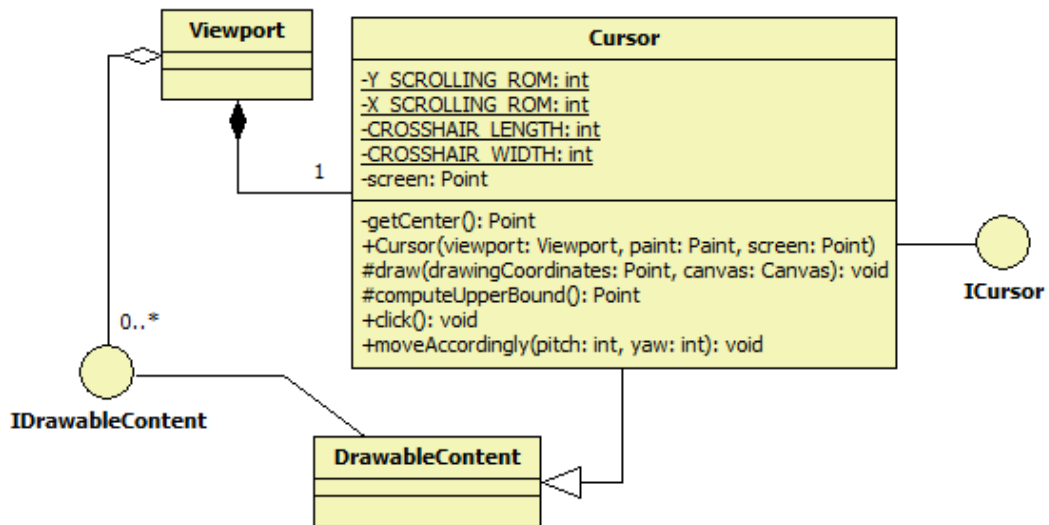 Viewport
Cursor
-Y_SCROLLING_ROM: int
-X_SCROLLING_ROM: int
-CROSSHAIR_LENGTH: int
-CROSSHAIR_WIDTH: int
-screen: Point
1
-getCenter(): Point
+Cursor(viewport: Viewport, paint: Paint, screen: Point)
#draw(drawingCoordinates: Point, canvas: Canvas): void
#computeUpperBound(): Point
+click(): void
+moveAccordingly(pitch: int, yaw: int): void
ICursor
0..*
IDrawableContent
DrawableContent